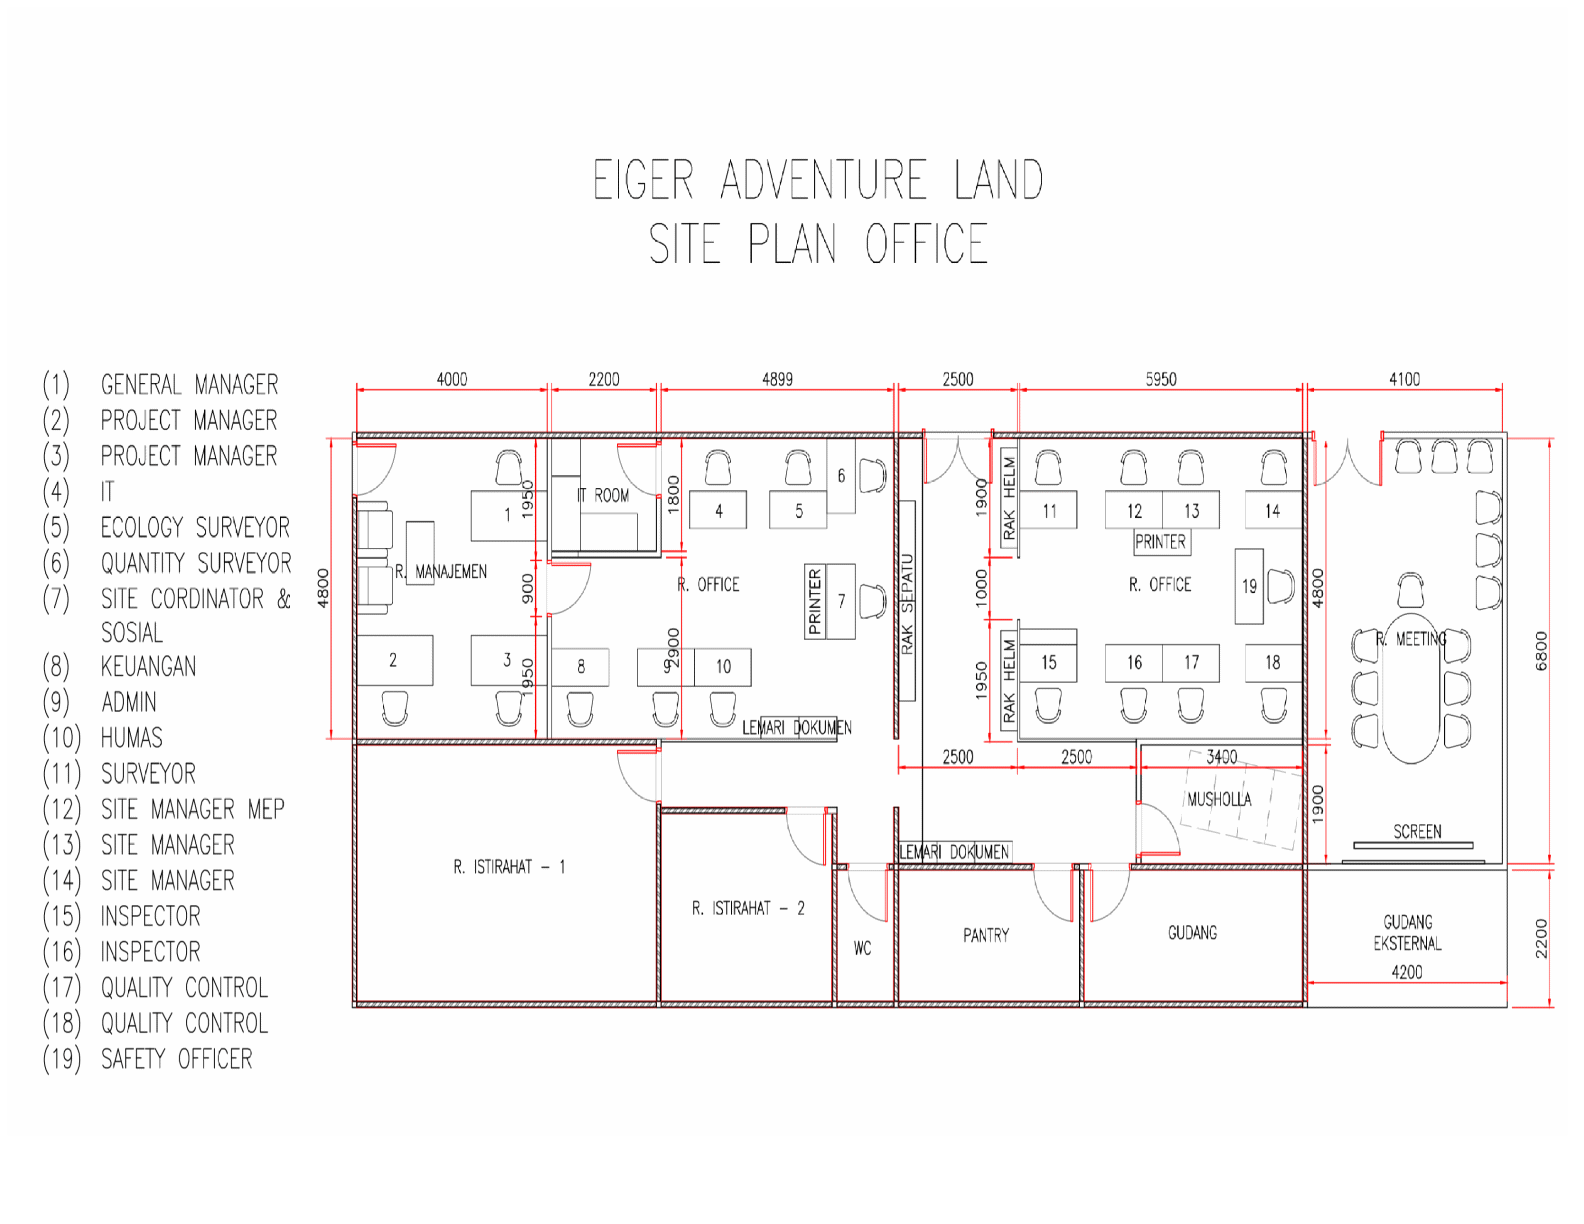 EIGER ADVENTURE LAND
SITE PLAN OFFICE
(1) GENERAL MANAGER
(2) PROJECT MANAGER
(3) PROJECT MANAGER
(4) IT
(5) ECOLOGY SURVEYOR
(6) QUANTITY SURVEYOR
(7) SITE CORDINATOR &
SOSIAL
(8) KEUANGAN
(9) ADMIN
(10) HUMAS
(11) SURVEYOR
(12) SITE MANAGER MEP
(13) SITE MANAGER
(14) SITE MANAGER
(15) INSPECTOR
(16) INSPECTOR
(17) QUALITY CONTROL
(18) QUALITY CONTROL
(19) SAFETY OFFICER
4000 2200 4899 2500 5950 4100
4800
1950
900
1950
1
R. MANAJEMEN
2
3
IT ROOM
1800
2900
4
5
6
R. OFFICE
PRINTER
7
8
9
10
LEMARI DOKUMEN
RAK SEPATU
1900
1000
1950
RAK HELM
RAK HELM
11
12
13
14
PRINTER
R. OFFICE
19
15
16
17
18
4800
R. MEETING
SCREEN
6800
2500 2500 3400
1900
MUSHOLLA
LEMARI DOKUMEN
R. ISTIRAHAT - 1
R. ISTIRAHAT - 2
WC
PANTRY
GUDANG
GUDANG
EKSTERNAL
4200
2200